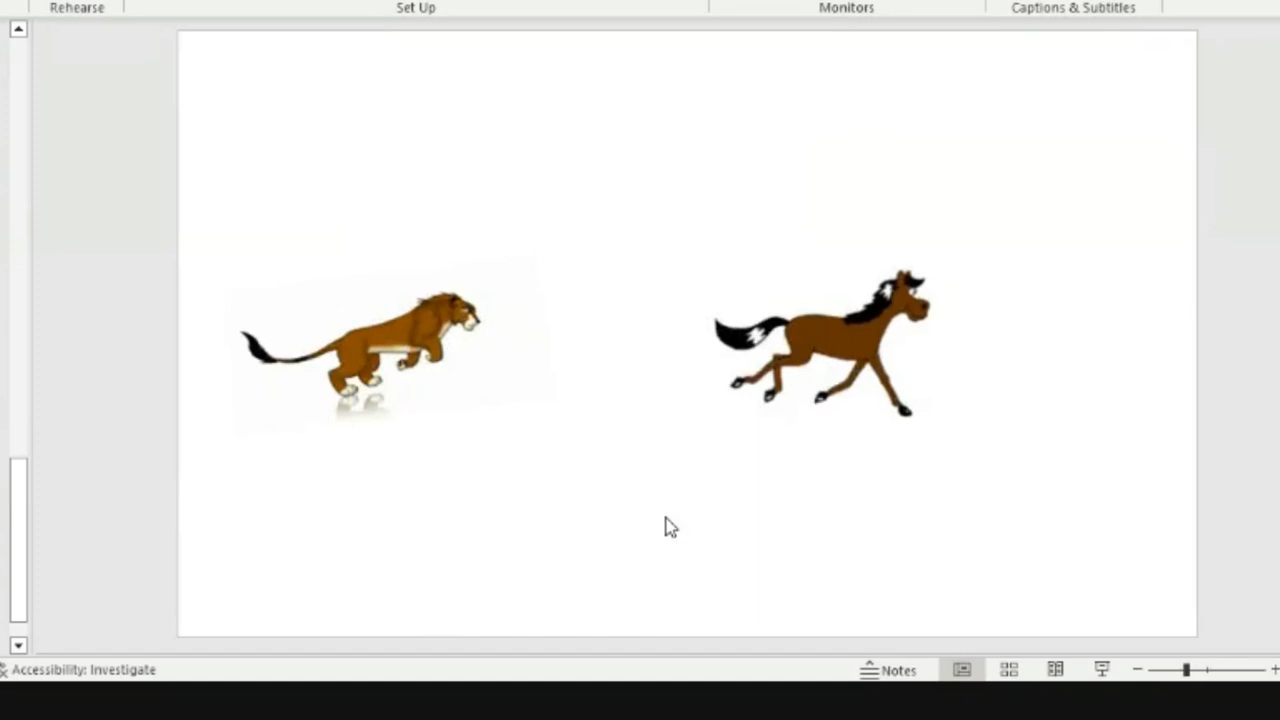 Rehearse Set Up Monitors Captions & Subtitles
Accessibility: Investigate Notes